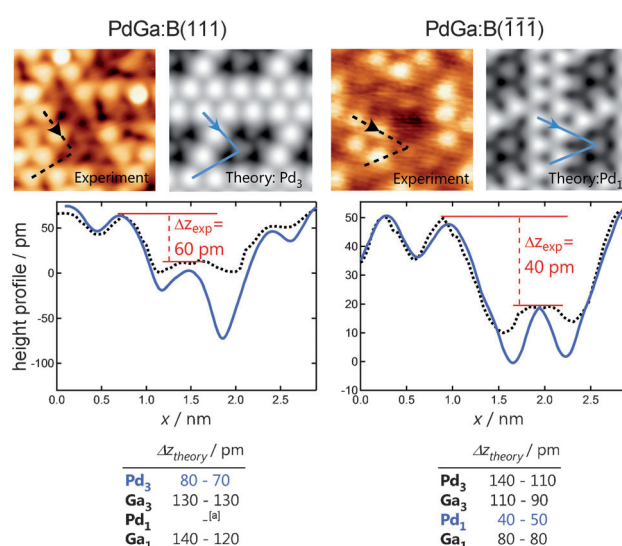 PdGa:B(111)
PdGa:B(1̅1̅1̅)
Experiment
Theory: Pd₃
Experiment
Theory:Pd₁
height profile / pm
50
0
-50
-100
Δz_exp=
60 pm
0.0 0.5 1.0 1.5 2.0 2.5
x / nm
50
40
30
20
10
0
-10
Δz_exp=
40 pm
0.0 0.5 1.0 1.5 2.0 2.5
x / nm
Δz_theory / pm
Pd₃ 80 - 70
Ga₃ 130 - 130
Pd₁ -[a]
Ga₁ 140 - 120
Δz_theory / pm
Pd₃ 140 - 110
Ga₃ 110 - 90
Pd₁ 40 - 50
Ga₁ 80 - 80